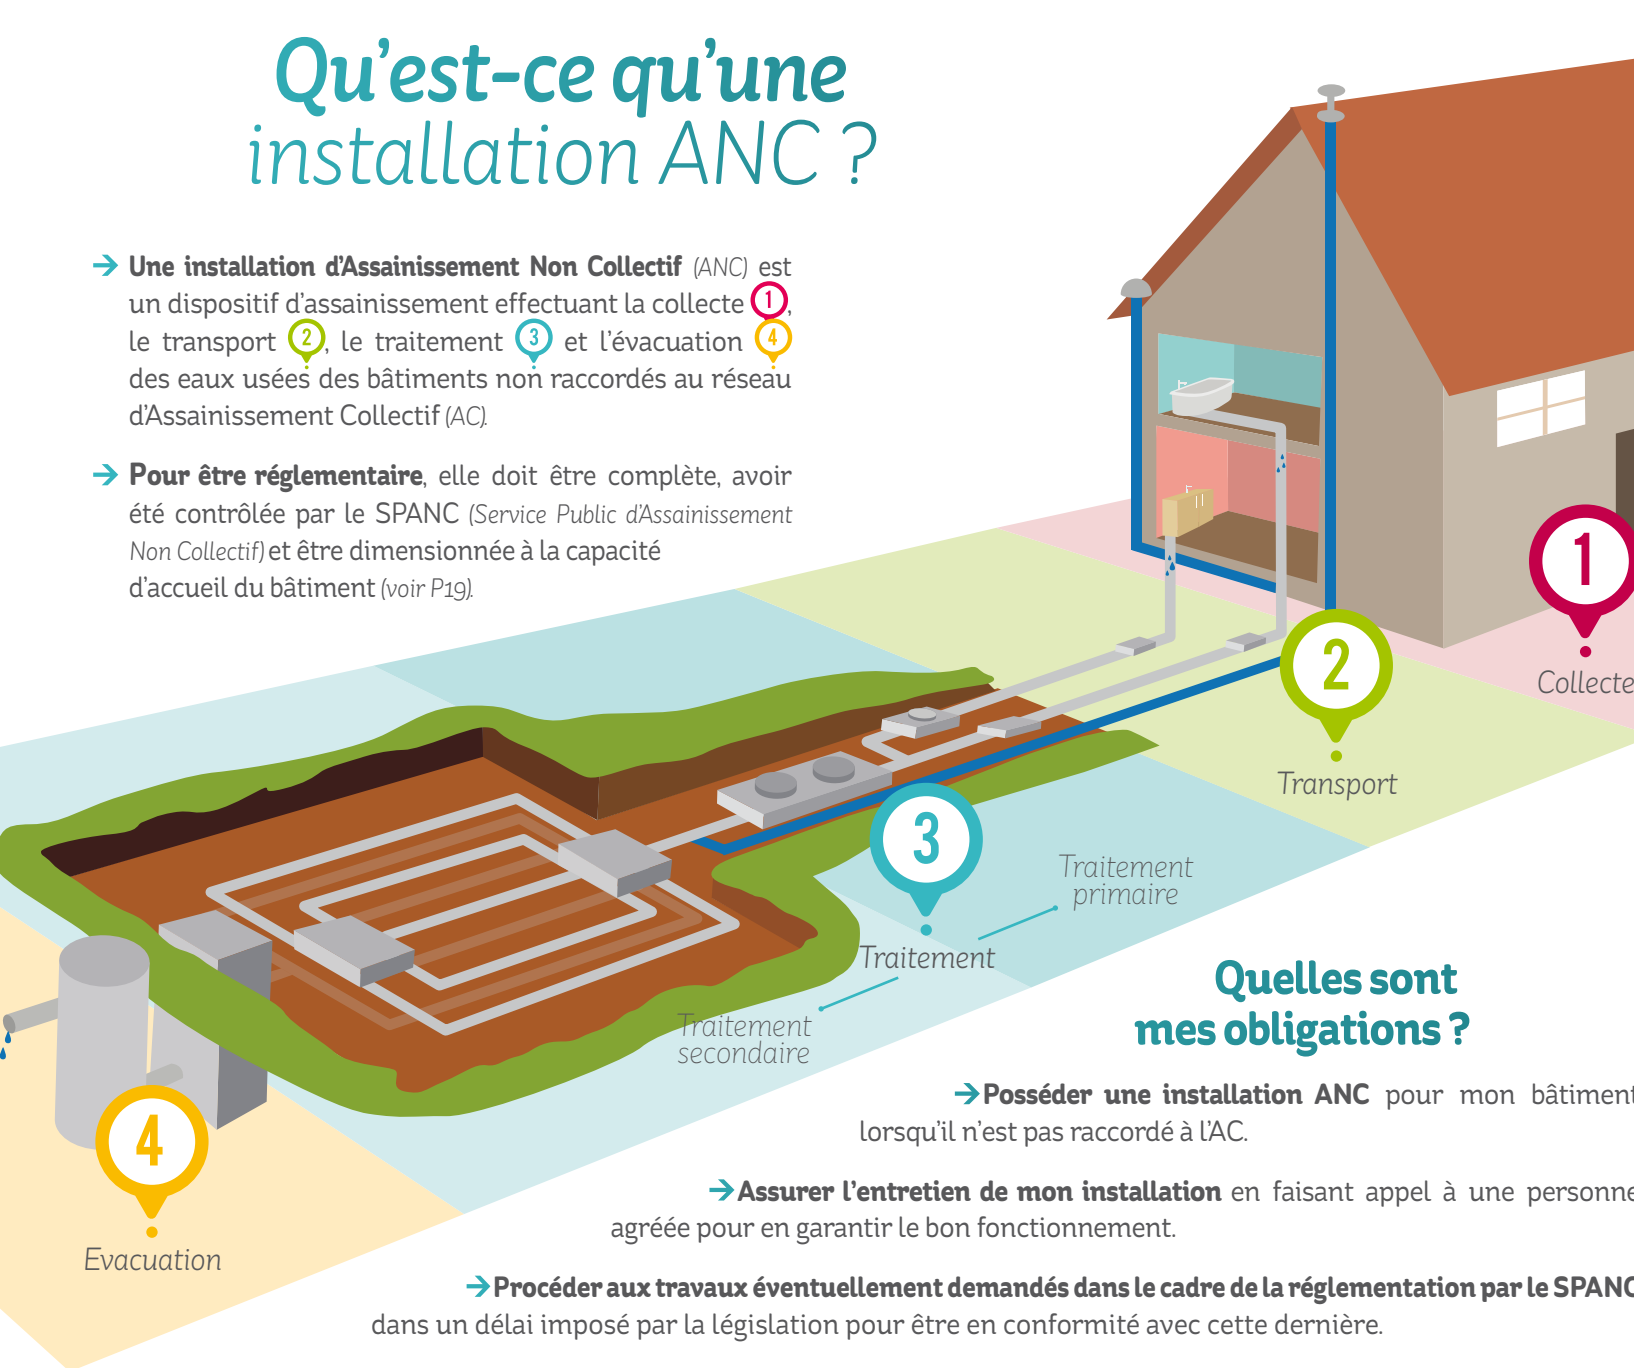 Qu'est-ce qu'une
installation ANC ?
→ Une installation d'Assainissement Non Collectif (ANC) est
un dispositif d'assainissement effectuant la collecte 1,
le transport 2, le traitement 3 et l'évacuation 4
des eaux usées des bâtiments non raccordés au réseau
d'Assainissement Collectif (AC).
→ Pour être réglementaire, elle doit être complète, avoir
été contrôlée par le SPANC (Service Public d'Assainissement
Non Collectif) et être dimensionnée à la capacité
d'accueil du bâtiment (voir P19).
1
Collecte
2
Transport
3
Traitement
Traitement
primaire
Traitement
secondaire
4
Evacuation
Quelles sont
mes obligations ?
→ Posséder une installation ANC pour mon bâtiment
lorsqu'il n'est pas raccordé à l'AC.
→ Assurer l'entretien de mon installation en faisant appel à une personne
agréée pour en garantir le bon fonctionnement.
→ Procéder aux travaux éventuellement demandés dans le cadre de la réglementation par le SPANC
dans un délai imposé par la législation pour être en conformité avec cette dernière.